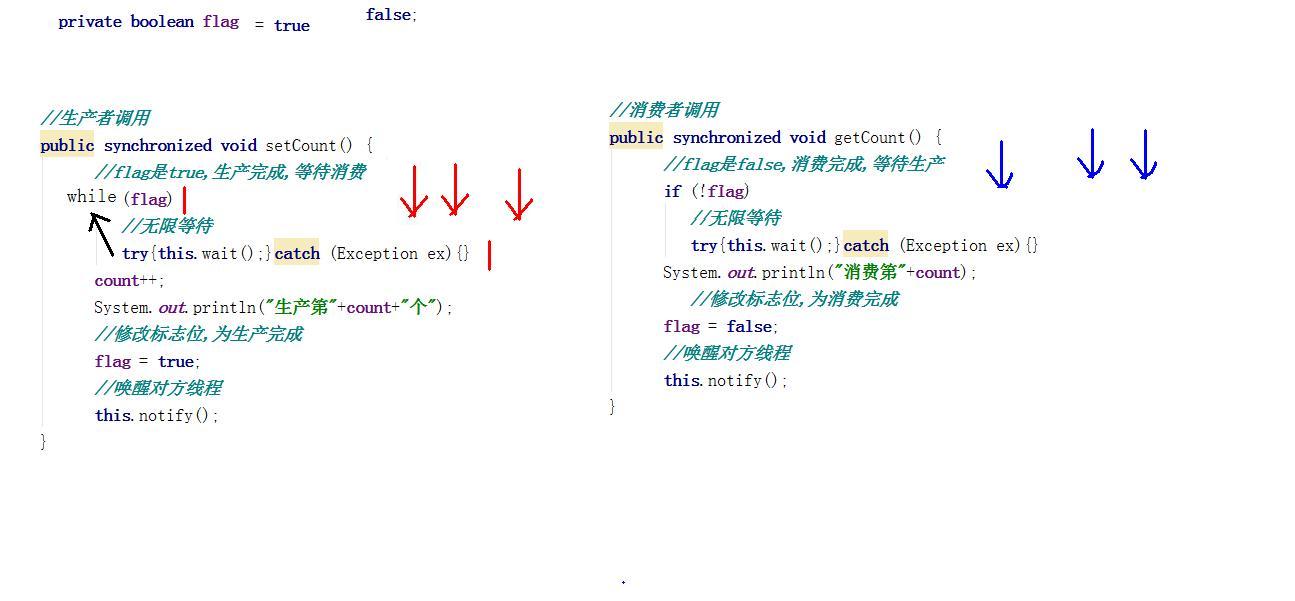 private boolean flag = true false;
//生产者调用
public synchronized void setCount() {
//flag是true,生产完成,等待消费
while (flag)
//无限等待
try{this.wait();}catch (Exception ex){}
count++;
System.out.println("生产第"+count+"个");
//修改标志位,为生产完成
flag = true;
//唤醒对方线程
this.notify();
}
//消费者调用
public synchronized void getCount() {
//flag是false,消费完成,等待生产
if (!flag)
//无限等待
try{this.wait();}catch (Exception ex){}
System.out.println("消费第"+count);
//修改标志位,为消费完成
flag = false;
//唤醒对方线程
this.notify();
}